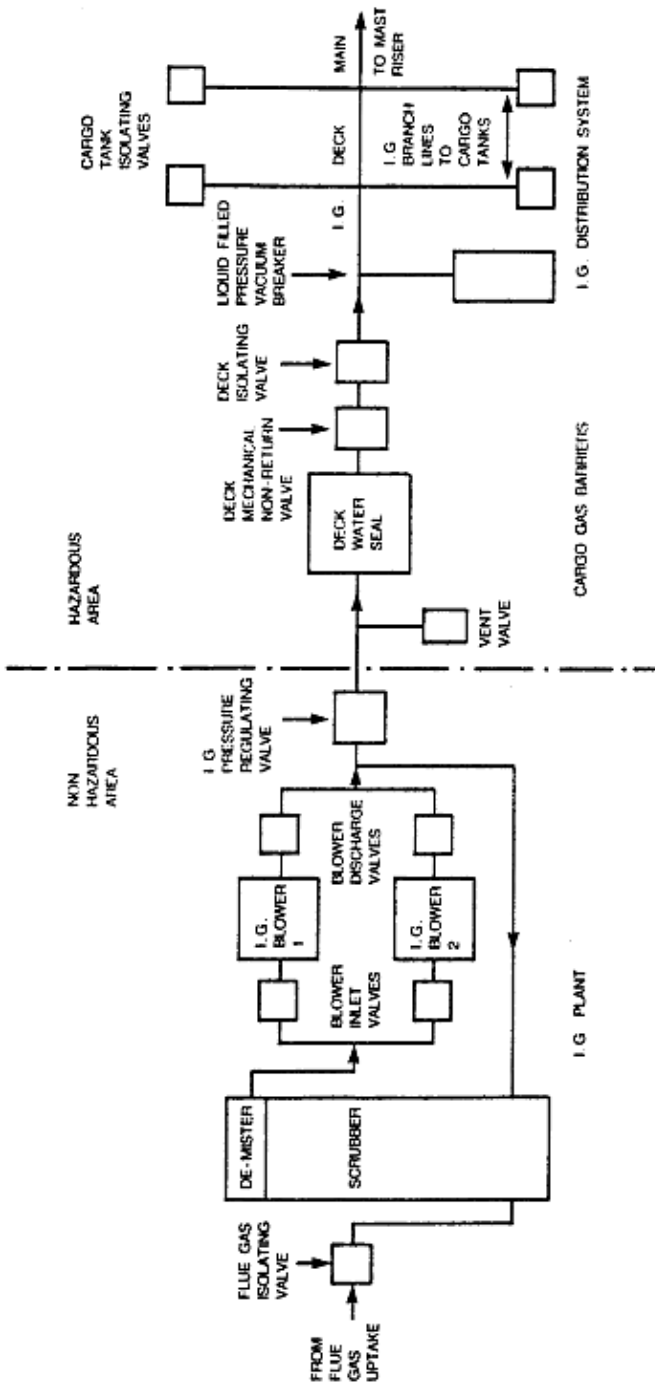 NON
HAZARDOUS
AREA
HAZARDOUS
AREA
FROM
FLUE
GAS
UPTAKE
FLUE GAS
ISOLATING
VALVE
DE-MISTER
SCRUBBER
BLOWER
INLET
VALVES
I.G.
BLOWER
1
I.G.
BLOWER
2
BLOWER
DISCHARGE
VALVES
I.G
PRESSURE
REGULATING
VALVE
VENT
VALVE
DECK
WATER
SEAL
DECK
MECHANICAL
NON-RETURN
VALVE
DECK
ISOLATING
VALVE
LIQUID FILLED
PRESSURE
VACUUM
BREAKER
CARGO
TANK
ISOLATING
VALVES
I.G. DECK MAIN
TO MAST
RISER
I.G
BRANCH
LINES
TO
CARGO
TANKS
I.G PLANT
CARGO GAS BARRIERS
I.G. DISTRIBUTION SYSTEM